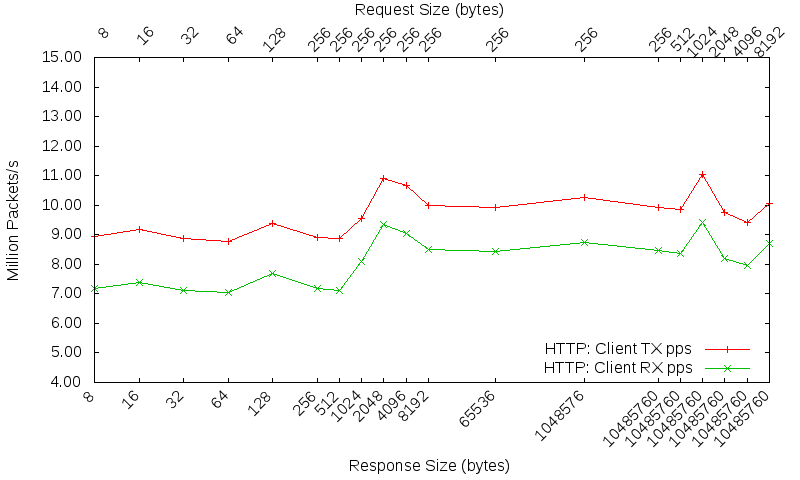 Request Size (bytes)
8 16 32 64 128 256 256 256 256 256 256 256 256 256 512 1024 2048 4096 8192
15.00
14.00
13.00
12.00
11.00
10.00
9.00
8.00
7.00
6.00
5.00
4.00
Million Packets/s
HTTP: Client TX pps
HTTP: Client RX pps
8 16 32 64 128 256 512 1024 2048 4096 8192 65536 1048576 10485760 10485760 10485760 10485760 10485760 10485760
Response Size (bytes)